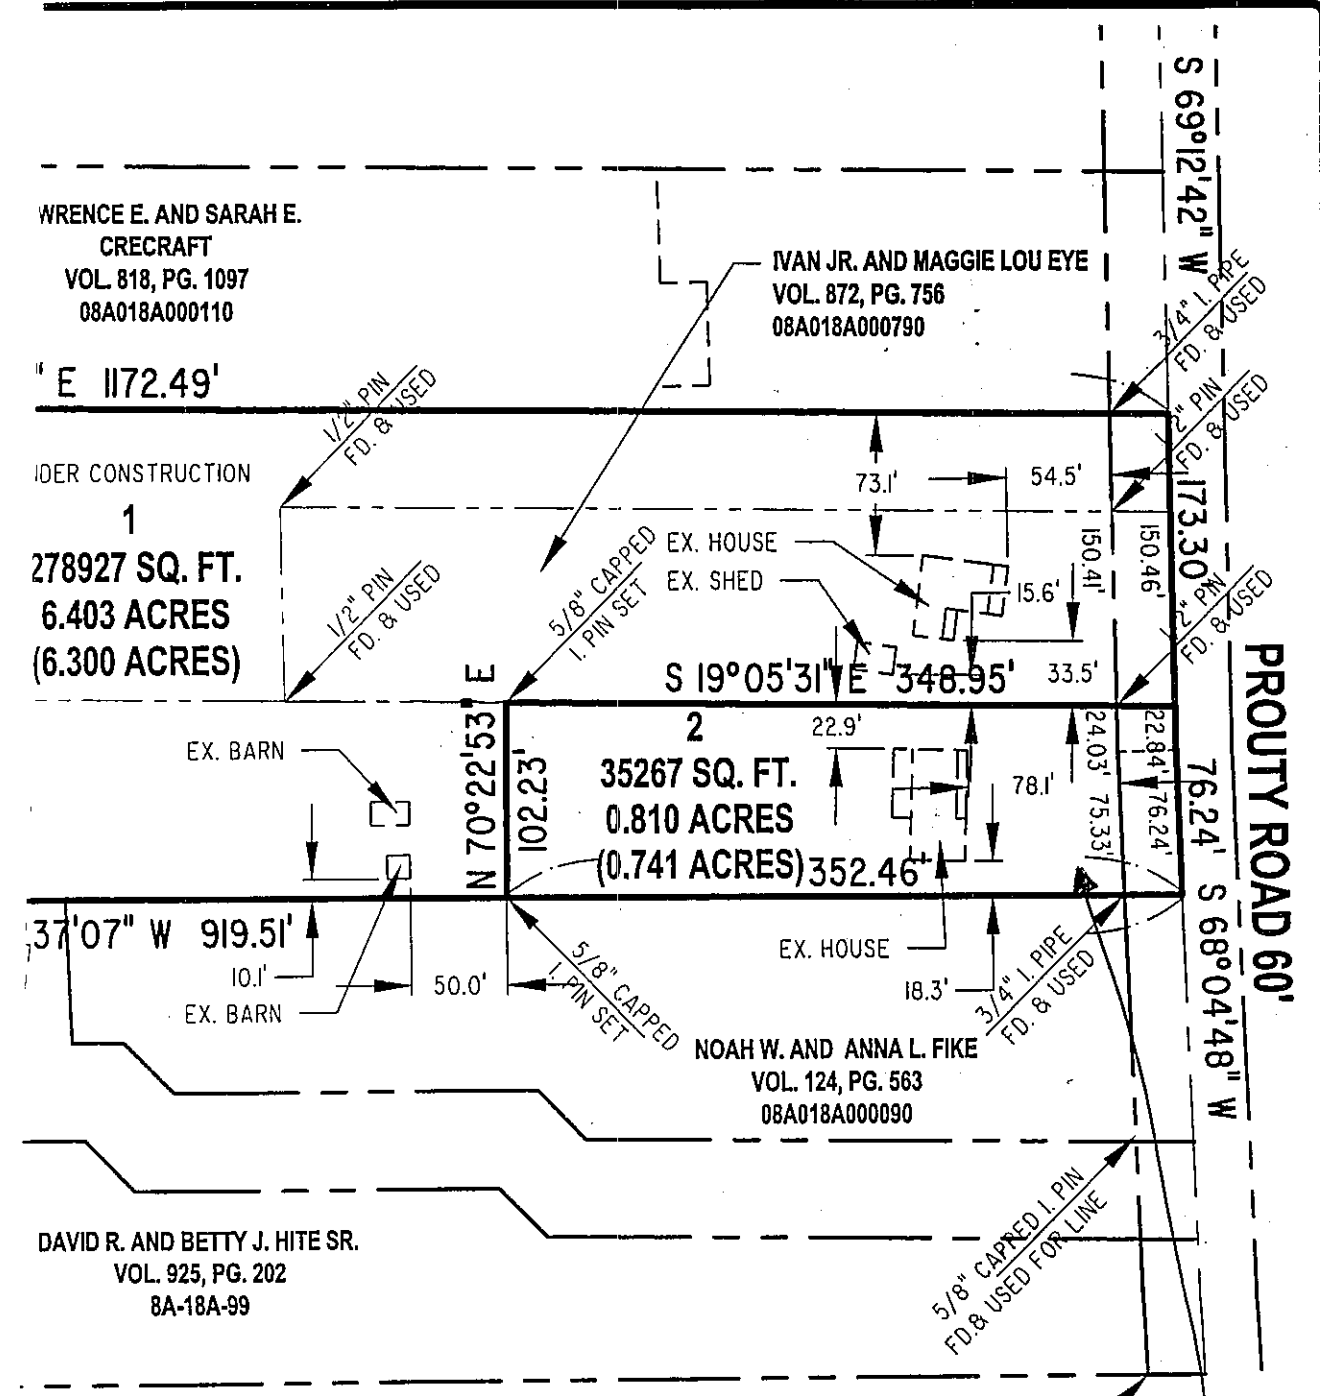 S 69°12'42" W
WRENCE E. AND SARAH E.
CRECRAFT
VOL. 818, PG. 1097
08A018A000110
IVAN JR. AND MAGGIE LOU EYE
VOL. 872, PG. 756
08A018A000790
3/4" I. PIPE
FD. & USED
" E 1172.49'
1/2" PIN
FD. & USED
1/2" PIN
FD. & USED
DER CONSTRUCTION
1
278927 SQ. FT.
6.403 ACRES
(6.300 ACRES)
73.1'
54.5'
173.30'
150.41'
150.46'
EX. HOUSE
EX. SHED
15.6'
33.5'
1/2" PIN
FD. & USED
5/8" CAPPED
I. PIN SET
1/2" PIN
FD. & USED
S 19°05'31" E 348.95'
N 70°22'53" E
102.23'
2
35267 SQ. FT.
0.810 ACRES
(0.741 ACRES)
352.46'
22.9'
78.1'
24.03'
22.84'
75.33'
76.24'
76.24'
S 68°04'48" W
PROUTY ROAD 60'
EX. BARN
37'07" W 919.51'
10.1'
50.0'
EX. BARN
5/8" CAPPED
I. PIN SET
EX. HOUSE
18.3'
3/4" I. PIPE
FD. & USED
NOAH W. AND ANNA L. FIKE
VOL. 124, PG. 563
08A018A000090
5/8" CAPPED I. PIN
FD.& USED FOR LINE
DAVID R. AND BETTY J. HITE SR.
VOL. 925, PG. 202
8A-18A-99